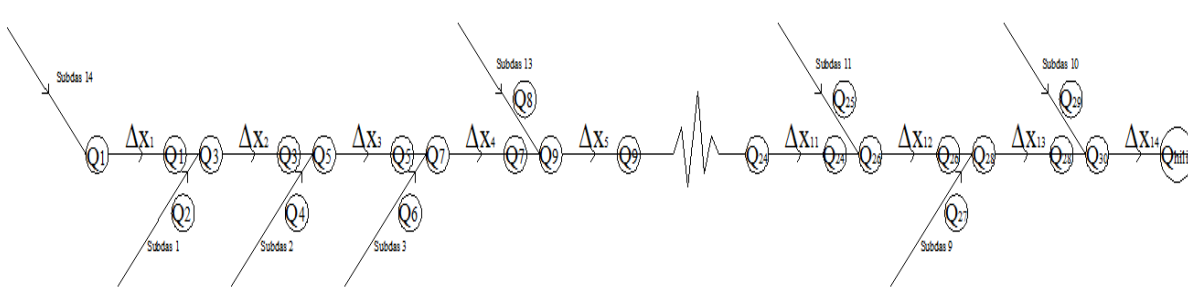 Subdas 14
Subdas 13
Subdas 11
Subdas 10
Q8
Q25
Q29
Δx1
Δx2
Δx3
Δx4
Δx5
Δx11
Δx12
Δx13
Δx14
Q1
Q1
Q3
Q3
Q5
Q5
Q7
Q7
Q9
Q9
Q24
Q24
Q26
Q26
Q28
Q28
Q30
Qhilir
Q2
Q4
Q6
Q27
Subdas 1
Subdas 2
Subdas 3
Subdas 9